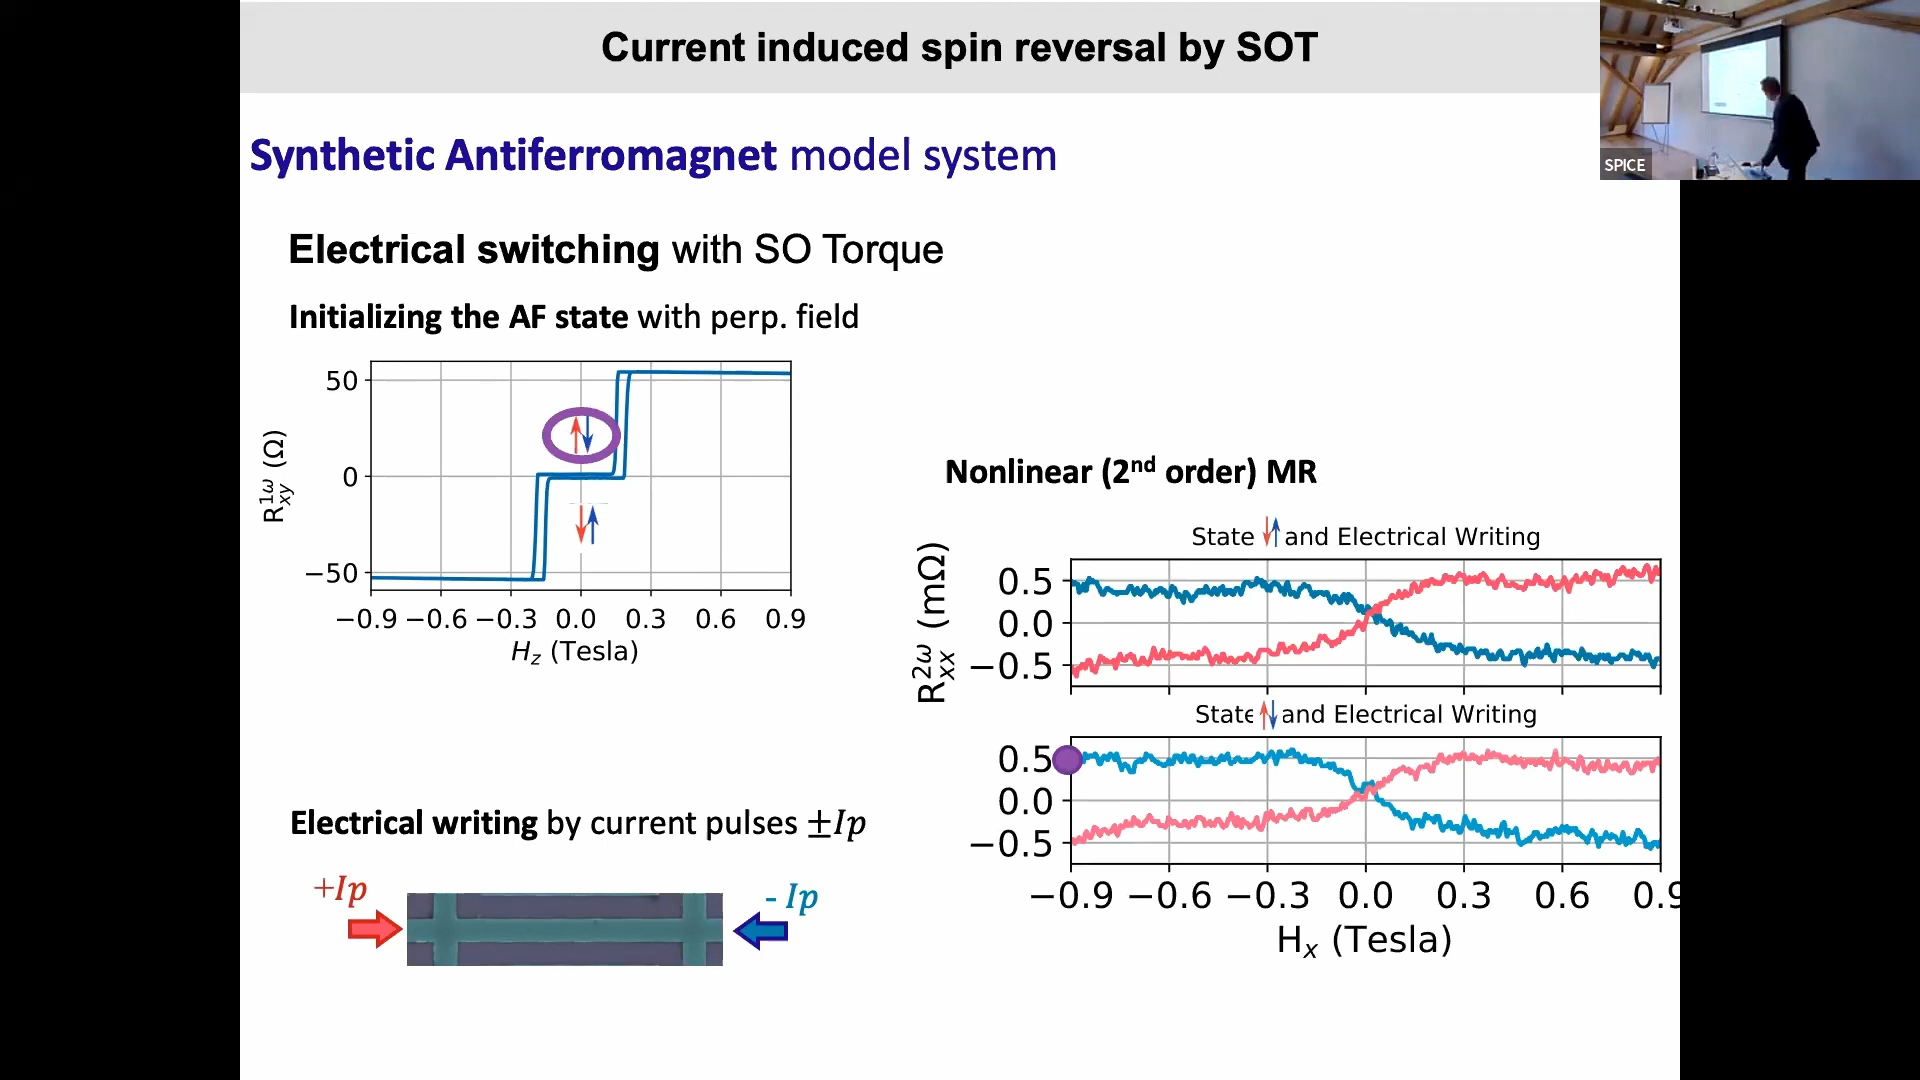 Current induced spin reversal by SOT
SPICE
Synthetic Antiferromagnet model system
Electrical switching with SO Torque
Initializing the AF state with perp. field
50
0
−50
R¹ω xy (Ω)
−0.9 −0.6 −0.3 0.0 0.3 0.6 0.9
Hz (Tesla)
Electrical writing by current pulses ±Ip
+Ip
- Ip
Nonlinear (2nd order) MR
State ↓↑ and Electrical Writing
0.5
0.0
−0.5
R²ω xx (mΩ)
State ↑↓ and Electrical Writing
0.5
0.0
−0.5
−0.9 −0.6 −0.3 0.0 0.3 0.6 0.9
Hx (Tesla)